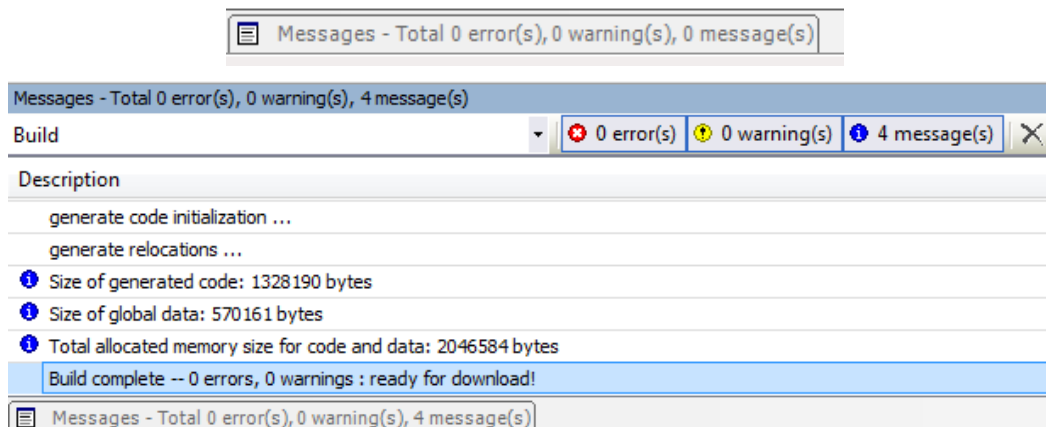 Messages - Total 0 error(s), 0 warning(s), 0 message(s)
Messages - Total 0 error(s), 0 warning(s), 4 message(s)
Build 0 error(s) 0 warning(s) 4 message(s)
Description
generate code initialization ...
generate relocations ...
Size of generated code: 1328190 bytes
Size of global data: 570161 bytes
Total allocated memory size for code and data: 2046584 bytes
Build complete -- 0 errors, 0 warnings : ready for download!
Messages - Total 0 error(s), 0 warning(s), 4 message(s)